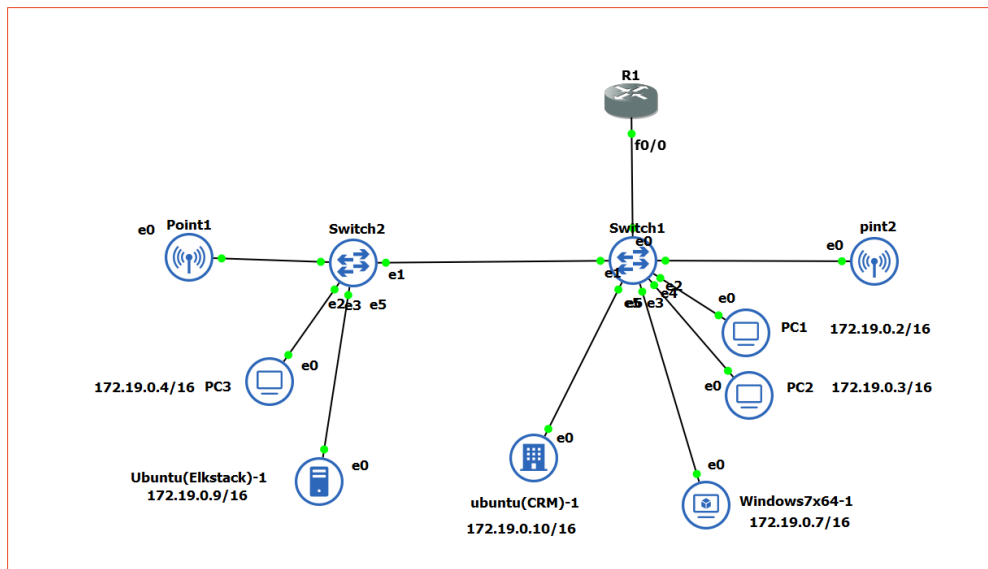 R1
f0/0
Point1
e0
Switch2
Switch1
e0
pint2
e0
e1
e1
e2
e3
e5
e3
e4
e2
e0
PC1
172.19.0.2/16
e0
172.19.0.4/16
PC3
e0
PC2
172.19.0.3/16
e0
e0
e0
Ubuntu(Elkstack)-1
172.19.0.9/16
ubuntu(CRM)-1
172.19.0.10/16
Windows7x64-1
172.19.0.7/16